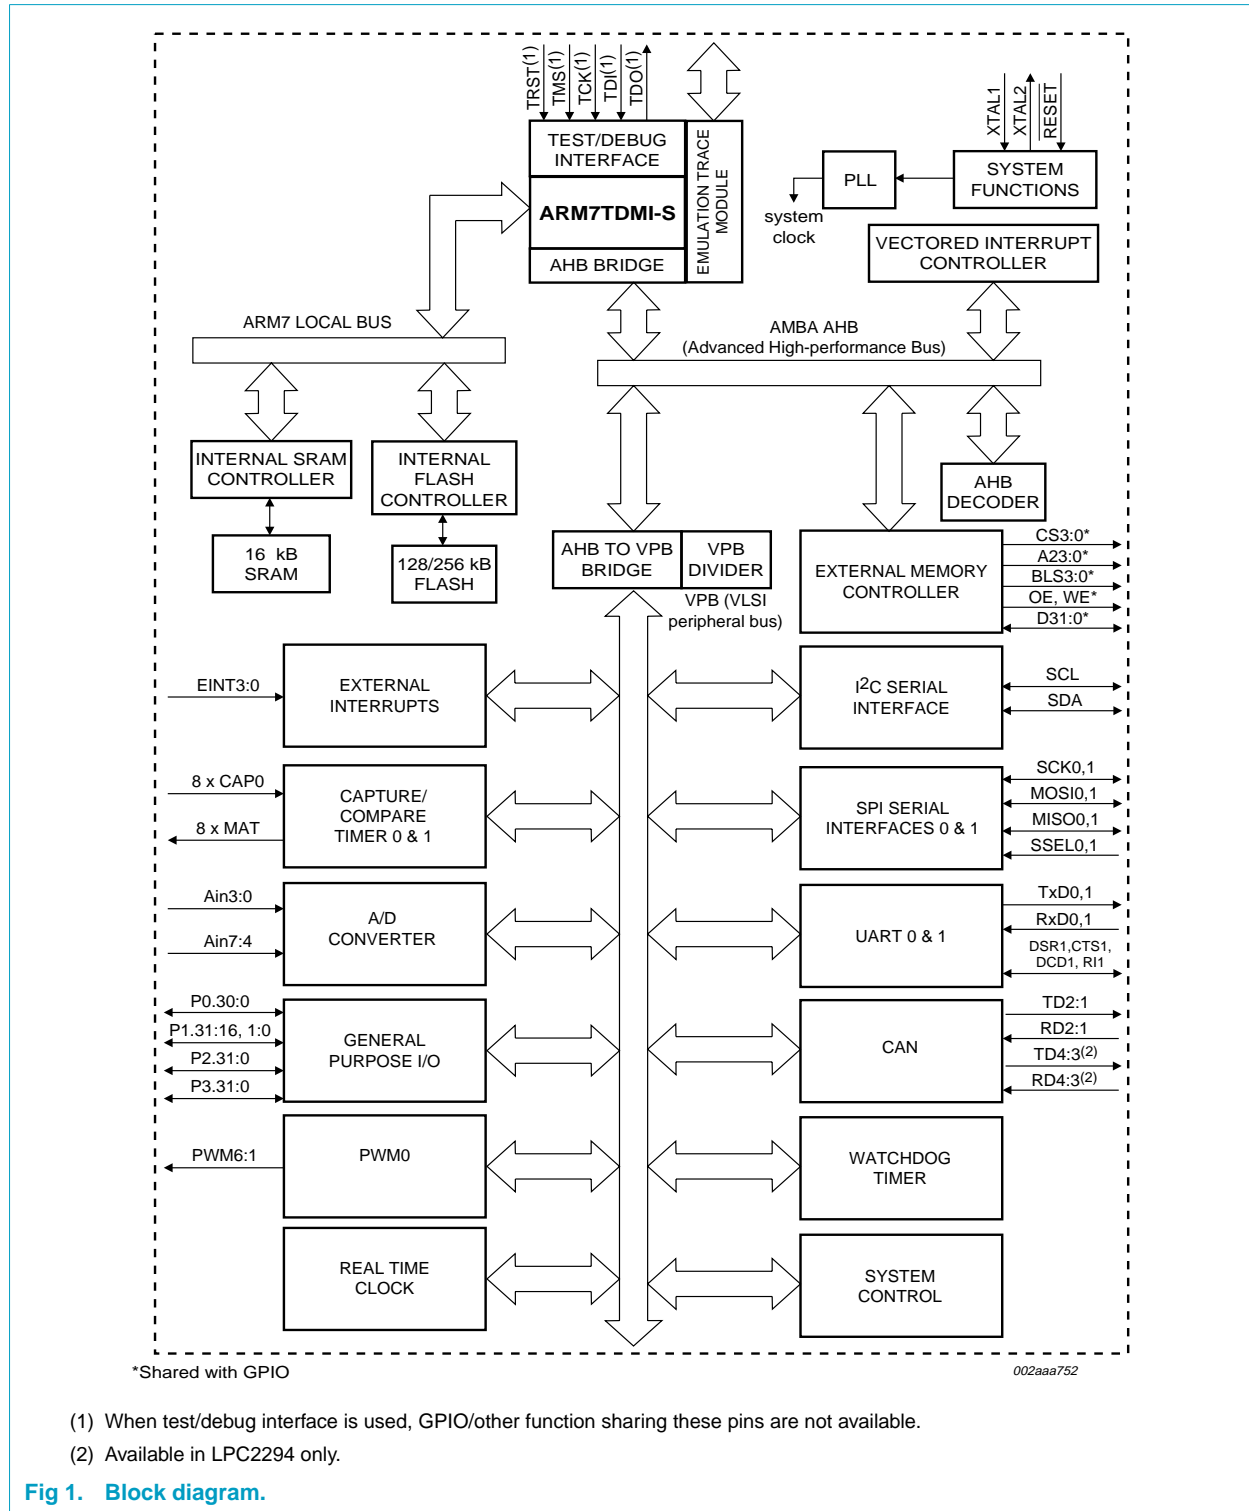 TRST(1)
TMS(1)
TCK(1)
TDI(1)
TDO(1)
XTAL1
XTAL2
RESET
TEST/DEBUG
INTERFACE
EMULATION TRACE
MODULE
PLL
SYSTEM
FUNCTIONS
ARM7TDMI-S
system
clock
AHB BRIDGE
VECTORED INTERRUPT
CONTROLLER
ARM7 LOCAL BUS
AMBA AHB
(Advanced High-performance Bus)
INTERNAL SRAM
CONTROLLER
INTERNAL
FLASH
CONTROLLER
AHB
DECODER
16 kB
SRAM
128/256 kB
FLASH
AHB TO VPB
BRIDGE
VPB
DIVIDER
VPB (VLSI
peripheral bus)
EXTERNAL MEMORY
CONTROLLER
CS3:0*
A23:0*
BLS3:0*
OE, WE*
D31:0*
EINT3:0
EXTERNAL
INTERRUPTS
I2C SERIAL
INTERFACE
SCL
SDA
8 x CAP0
8 x MAT
CAPTURE/
COMPARE
TIMER 0 & 1
SPI SERIAL
INTERFACES 0 & 1
SCK0,1
MOSI0,1
MISO0,1
SSEL0,1
Ain3:0
Ain7:4
A/D
CONVERTER
UART 0 & 1
TxD0,1
RxD0,1
DSR1,CTS1,
DCD1, RI1
P0.30:0
P1.31:16, 1:0
P2.31:0
P3.31:0
GENERAL
PURPOSE I/O
CAN
TD2:1
RD2:1
TD4:3(2)
RD4:3(2)
PWM6:1
PWM0
WATCHDOG
TIMER
REAL TIME
CLOCK
SYSTEM
CONTROL
*Shared with GPIO
002aaa752
(1) When test/debug interface is used, GPIO/other function sharing these pins are not available.
(2) Available in LPC2294 only.
Fig 1. Block diagram.